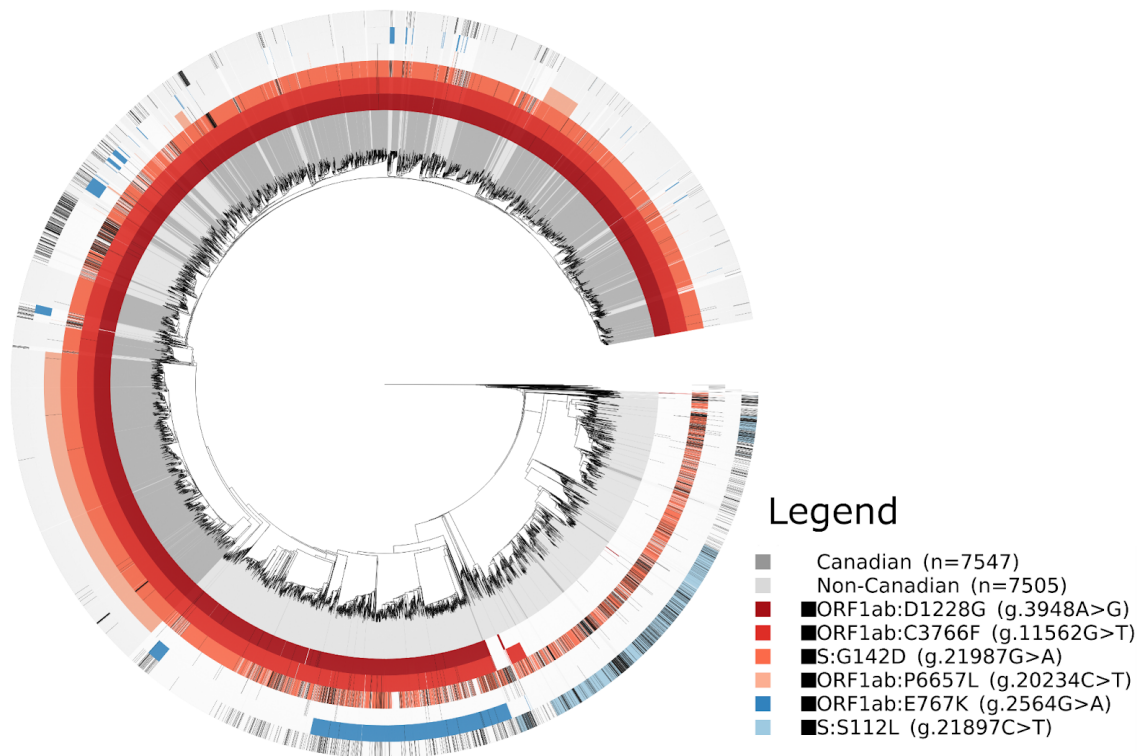 Legend
Canadian (n=7547)
Non-Canadian (n=7505)
ORF1ab:D1228G (g.3948A>G)
ORF1ab:C3766F (g.11562G>T)
S:G142D (g.21987G>A)
ORF1ab:P6657L (g.20234C>T)
ORF1ab:E767K (g.2564G>A)
S:S112L (g.21897C>T)